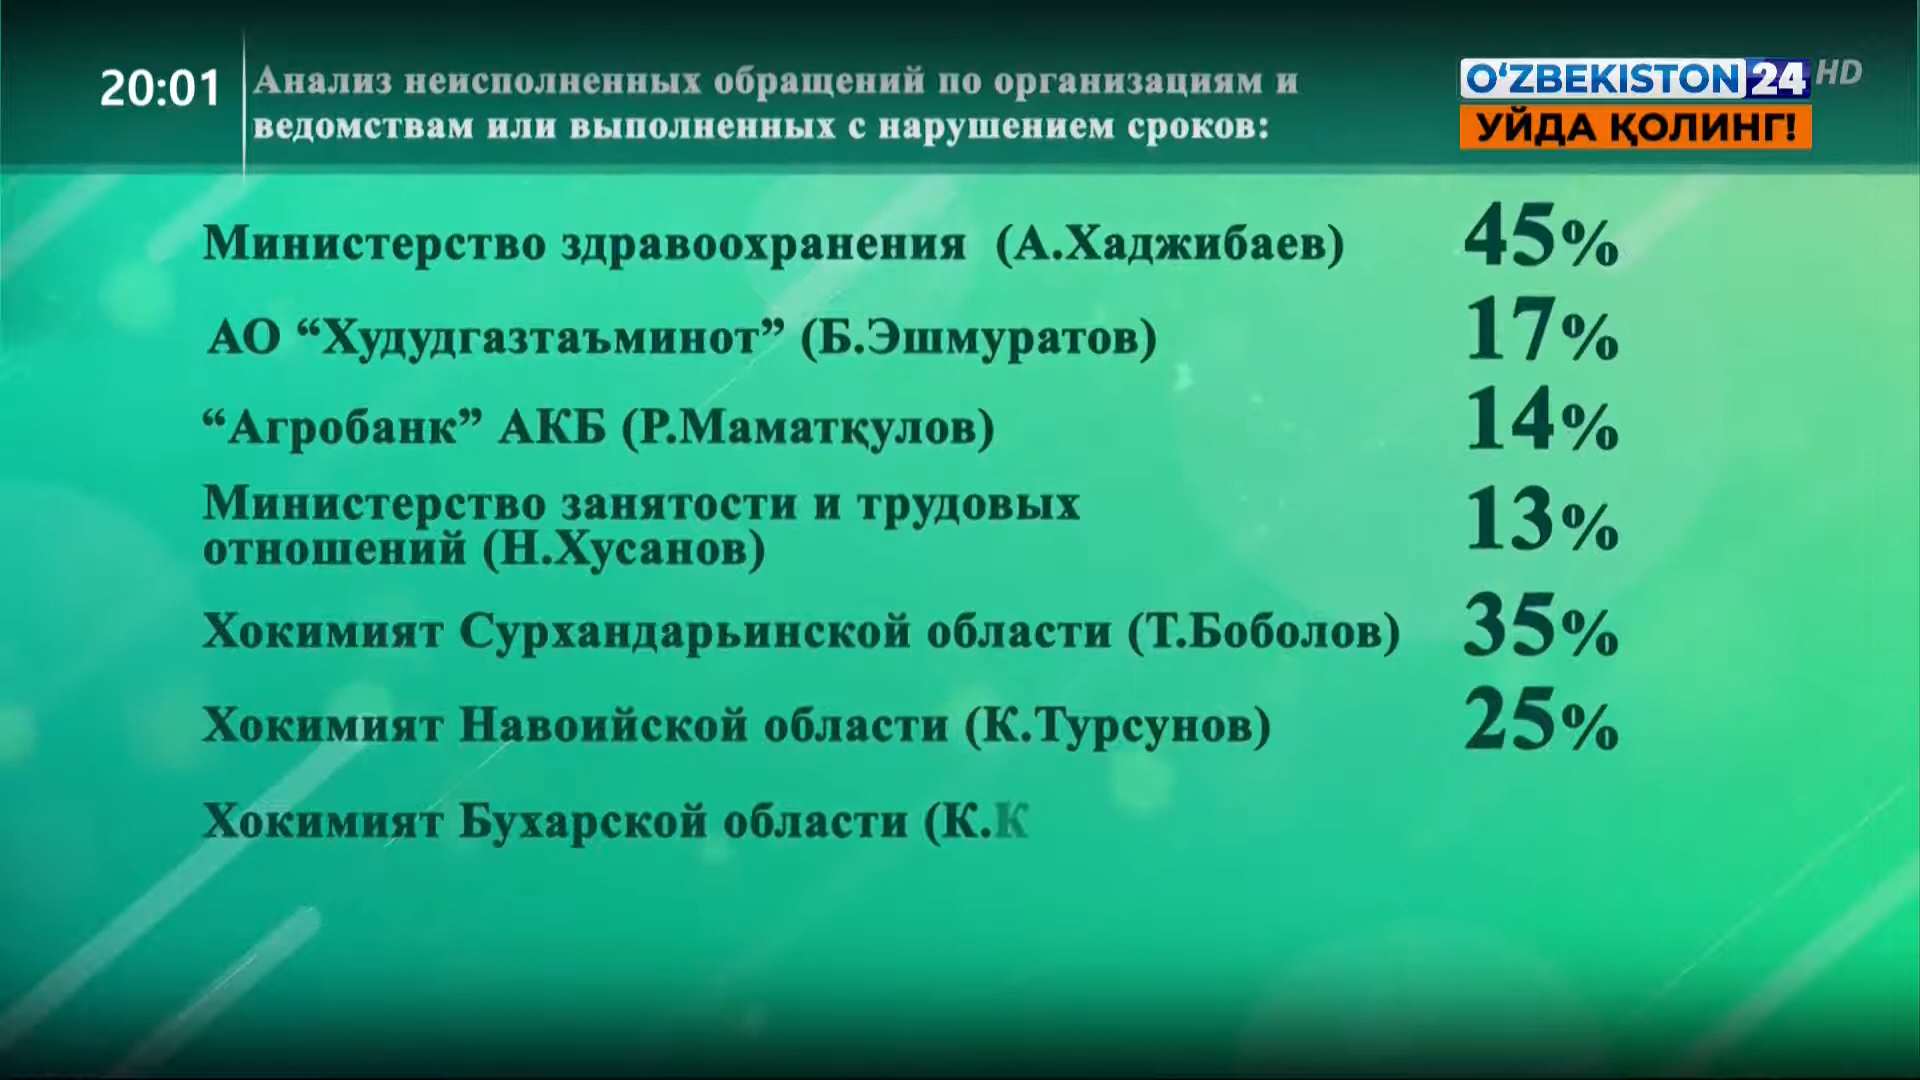 20:01
Анализ неисполненных обращений по организациям и
ведомствам или выполненных с нарушением сроков:
O‘ZBEKISTON 24 HD
УЙДА ҚОЛИНГ!
Министерство здравоохранения (А.Хаджибаев) 45%
АО “Худудгазтаъминот” (Б.Эшмуратов) 17%
“Агробанк” АКБ (Р.Маматқулов) 14%
Министерство занятости и трудовых
отношений (Н.Хусанов) 13%
Хокимият Сурхандарьинской области (Т.Боболов) 35%
Хокимият Навоийской области (К.Турсунов) 25%
Хокимият Бухарской области (К.К